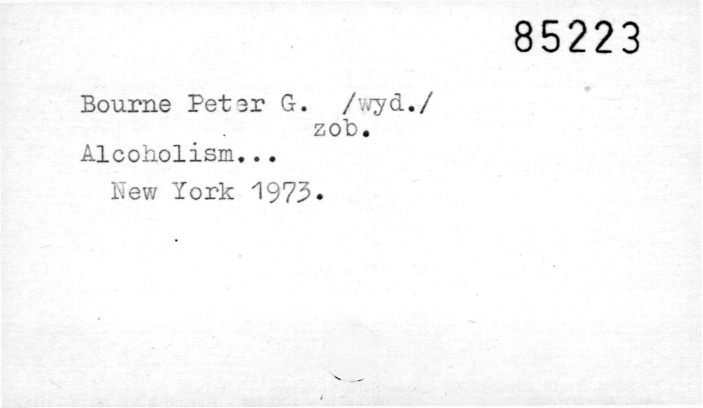 85223
Bourne Peter G. /wyd./
zob.
Alcoholism...
New York 1973.